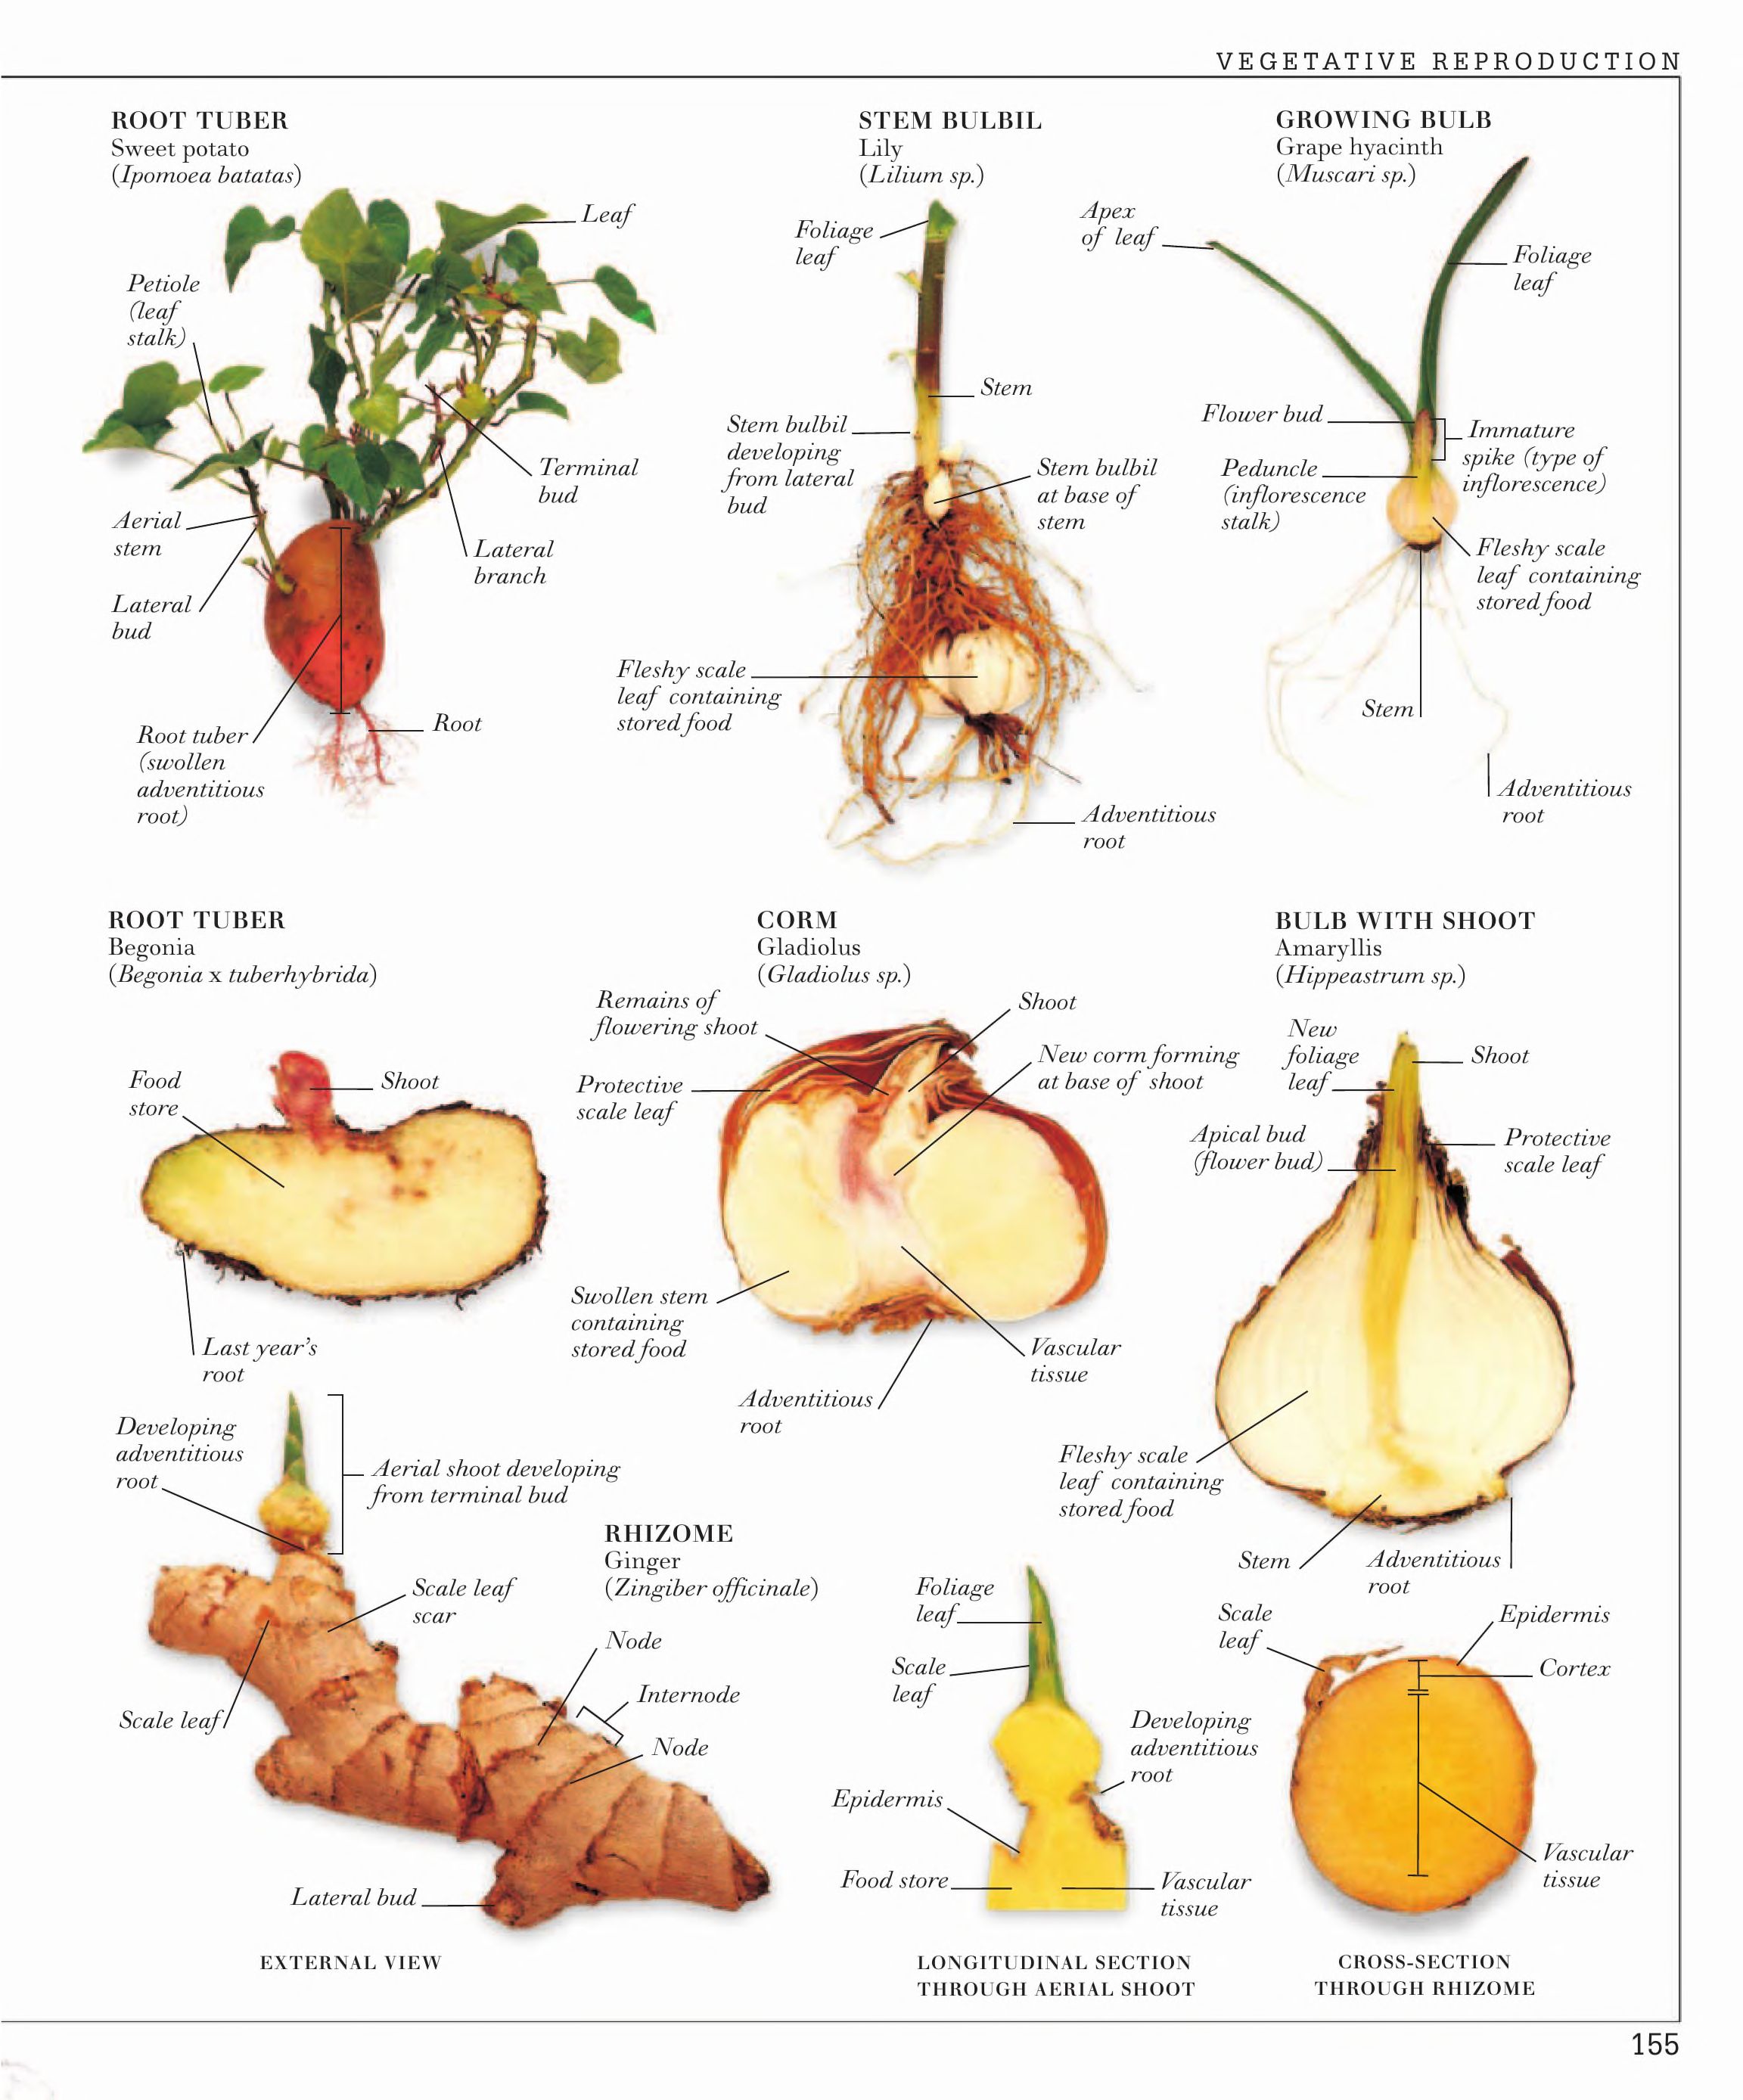 VEGETATIVE REPRODUCTION
ROOT TUBER
Sweet potato
(Ipomoea batatas)
Leaf
Petiole
(leaf
stalk)
Terminal
bud
Aerial
stem
Lateral
branch
Lateral
bud
Root tuber
(swollen
adventitious
root)
Root
STEM BULBIL
Lily
(Lilium sp.)
Foliage
leaf
Stem
Stem bulbil
developing
from lateral
bud
Stem bulbil
at base of
stem
Fleshy scale
leaf containing
stored food
Adventitious
root
GROWING BULB
Grape hyacinth
(Muscari sp.)
Apex
of leaf
Foliage
leaf
Flower bud
Immature
spike (type of
inflorescence)
Peduncle
(inflorescence
stalk)
Fleshy scale
leaf containing
stored food
Stem
Adventitious
root
ROOT TUBER
Begonia
(Begonia x tuberhybrida)
Food
store
Shoot
Last year's
root
CORM
Gladiolus
(Gladiolus sp.)
Remains of
flowering shoot
Shoot
Protective
scale leaf
New corm forming
at base of shoot
Swollen stem
containing
stored food
Vascular
tissue
Adventitious
root
BULB WITH SHOOT
Amaryllis
(Hippeastrum sp.)
New
foliage
leaf
Shoot
Apical bud
(flower bud)
Protective
scale leaf
Fleshy scale
leaf containing
stored food
Stem
Adventitious
root
Developing
adventitious
root
Aerial shoot developing
from terminal bud
RHIZOME
Ginger
(Zingiber officinale)
Scale leaf
scar
Node
Internode
Scale leaf
Node
Lateral bud
EXTERNAL VIEW
Foliage
leaf
Scale
leaf
Developing
adventitious
root
Epidermis
Food store
Vascular
tissue
LONGITUDINAL SECTION
THROUGH AERIAL SHOOT
Scale
leaf
Epidermis
Cortex
Vascular
tissue
CROSS-SECTION
THROUGH RHIZOME
155